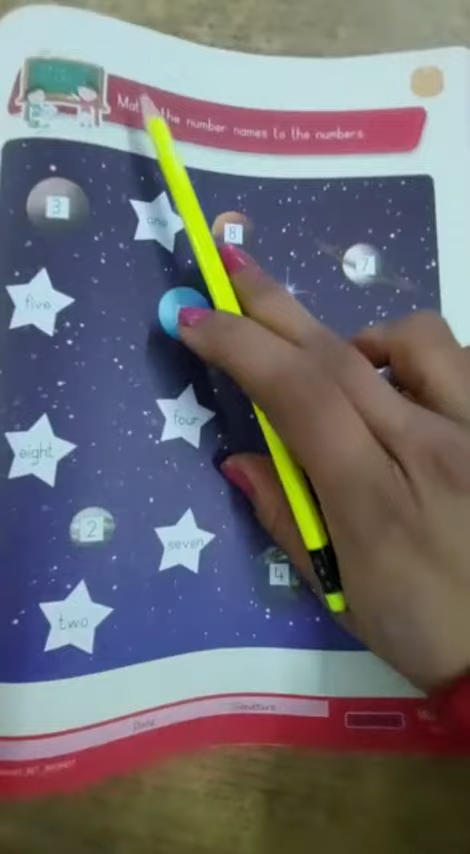 the number names to the numbers
3
one
8
7
five
four
eight
2
seven
4
two
Signature
Date